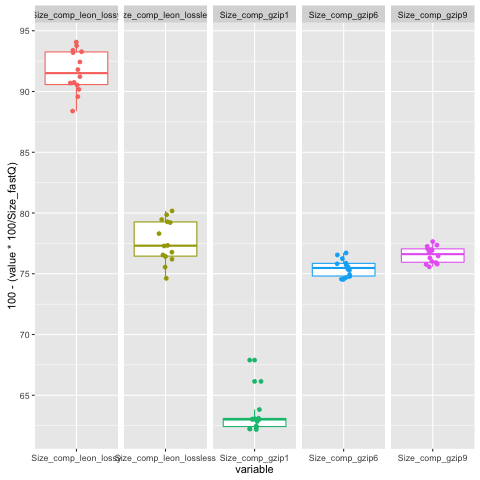 Size_comp_leon_lossy Size_comp_leon_lossless Size_comp_gzip1 Size_comp_gzip6 Size_comp_gzip9
95
90
85
80
75
70
65
100 - (value * 100/Size_fastQ)
Size_comp_leon_lossy Size_comp_leon_lossless Size_comp_gzip1 Size_comp_gzip6 Size_comp_gzip9
variable